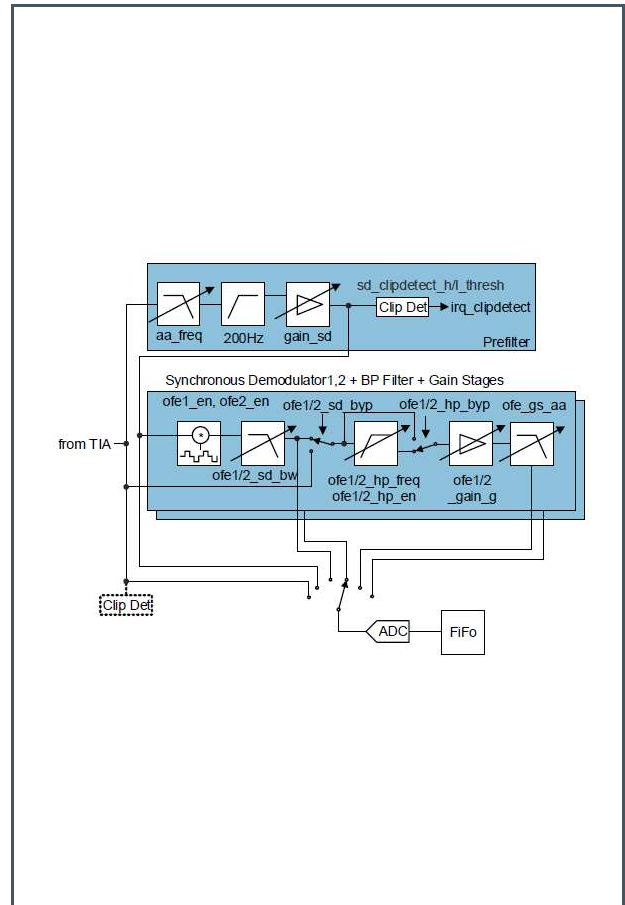 sd_clipdetect_h/l_thresh
Clip Det
irq_clipdetect
aa_freq
200Hz
gain_sd
Prefilter
Synchronous Demodulator1,2 + BP Filter + Gain Stages
ofe1_en, ofe2_en
ofe1/2_sd_byp
ofe1/2_hp_byp
ofe_gs_aa
from TIA
*
ofe1/2_sd_bw
ofe1/2_hp_freq
ofe1/2_hp_en
ofe1/2
_gain_g
Clip Det
ADC
FiFo